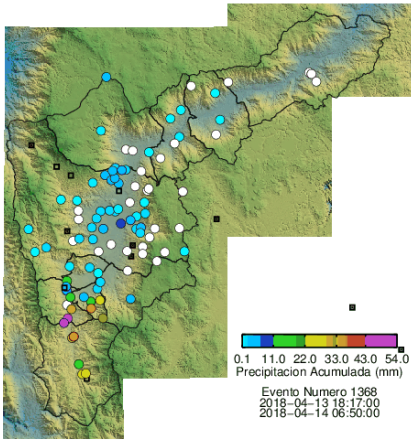 0.1 11.0 22.0 33.0 43.0 54.0
Precipitacion Acumulada (mm)
Evento Numero 1368
2018-04-13 18:17:00
2018-04-14 06:50:00